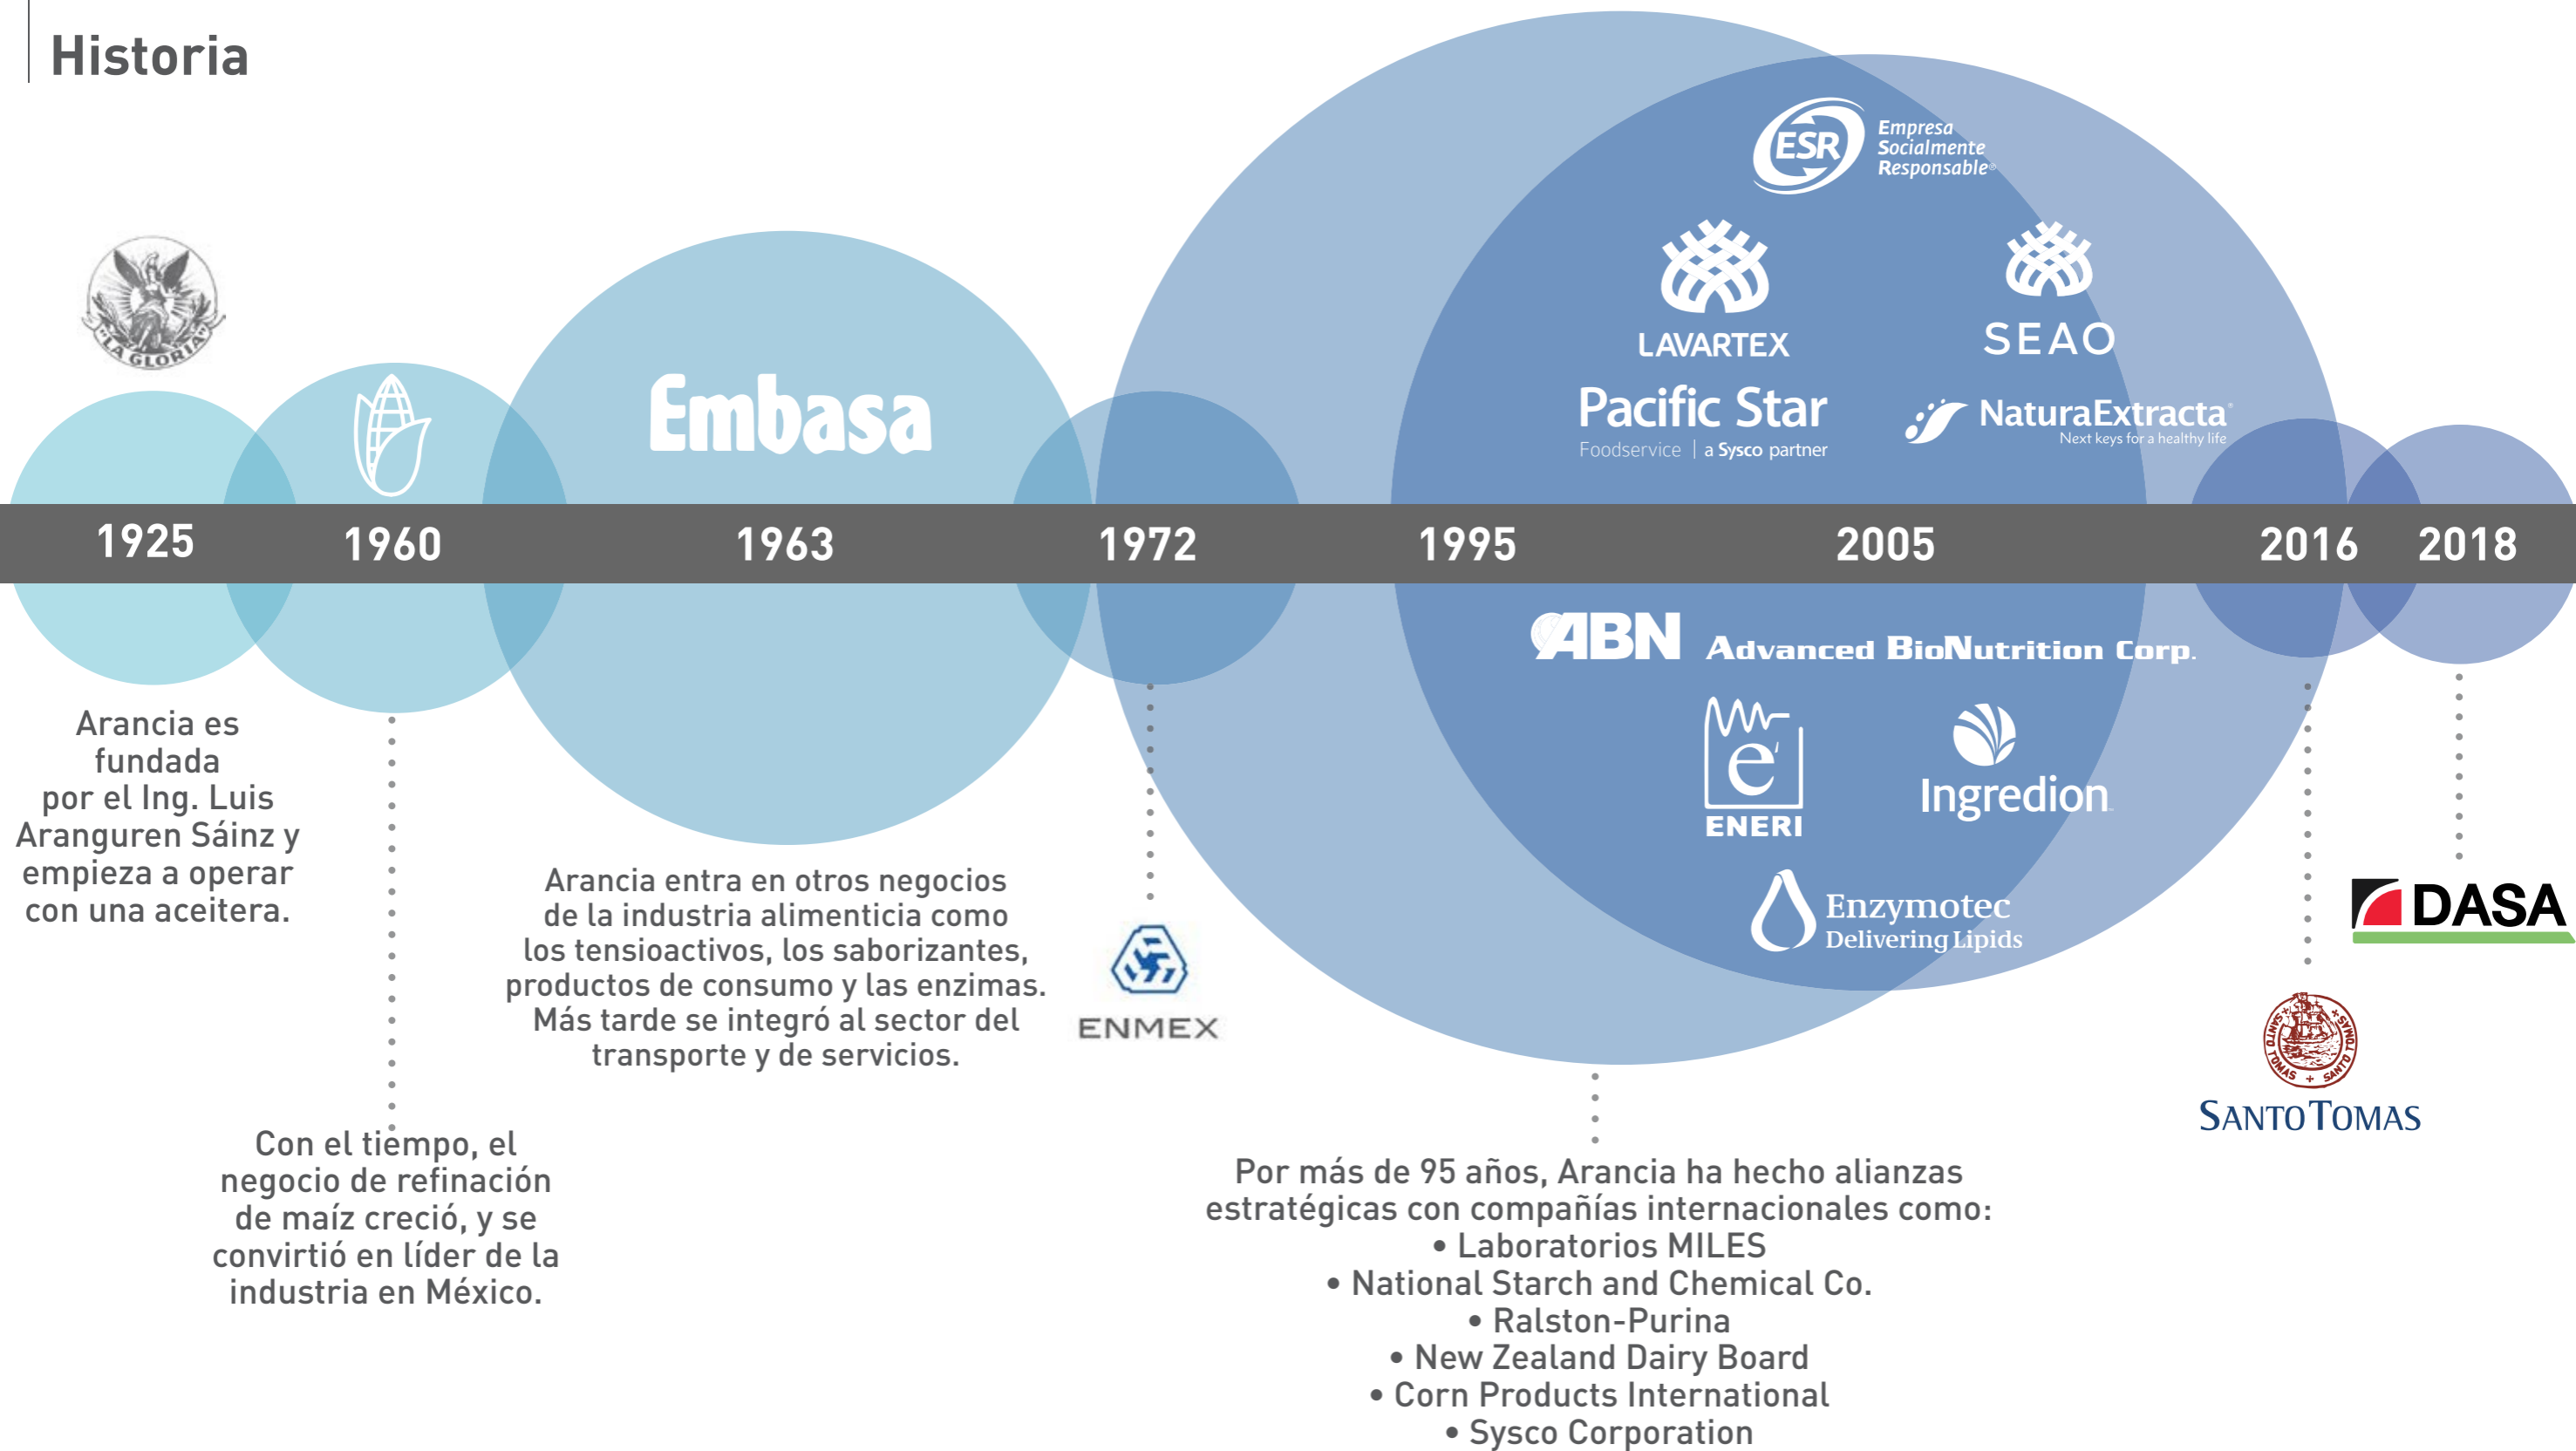 Historia
LA GLORIA
Embasa
ESR
Empresa
Socialmente
Responsable®
LAVARTEX
SEAO
Pacific Star
Foodservice | a Sysco partner
NaturaExtracta®
Next keys for a healthy life
1925
1960
1963
1972
1995
2005
2016
2018
ABN Advanced BioNutrition Corp.
e
ENERI
Ingredion
Enzymotec
Delivering Lipids
Arancia es
fundada
por el Ing. Luis
Aranguren Sáinz y
empieza a operar
con una aceitera.
Con el tiempo, el
negocio de refinación
de maíz creció, y se
convirtió en líder de la
industria en México.
Arancia entra en otros negocios
de la industria alimenticia como
los tensioactivos, los saborizantes,
productos de consumo y las enzimas.
Más tarde se integró al sector del
transporte y de servicios.
ENMEX
Por más de 95 años, Arancia ha hecho alianzas
estratégicas con compañías internacionales como:
• Laboratorios MILES
• National Starch and Chemical Co.
• Ralston-Purina
• New Zealand Dairy Board
• Corn Products International
• Sysco Corporation
SANTO TOMAS + SANTO TOMAS +
SANTO TOMAS
DASA